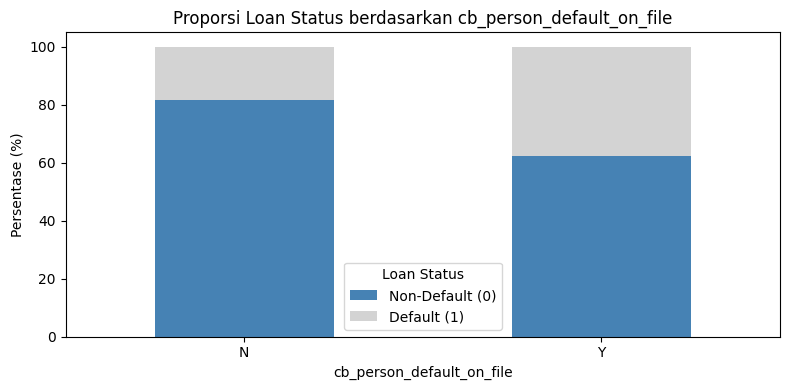 Proporsi Loan Status berdasarkan cb_person_default_on_file
Persentase (%)
100
80
60
40
20
0
Loan Status
Non-Default (0)
Default (1)
N
Y
cb_person_default_on_file